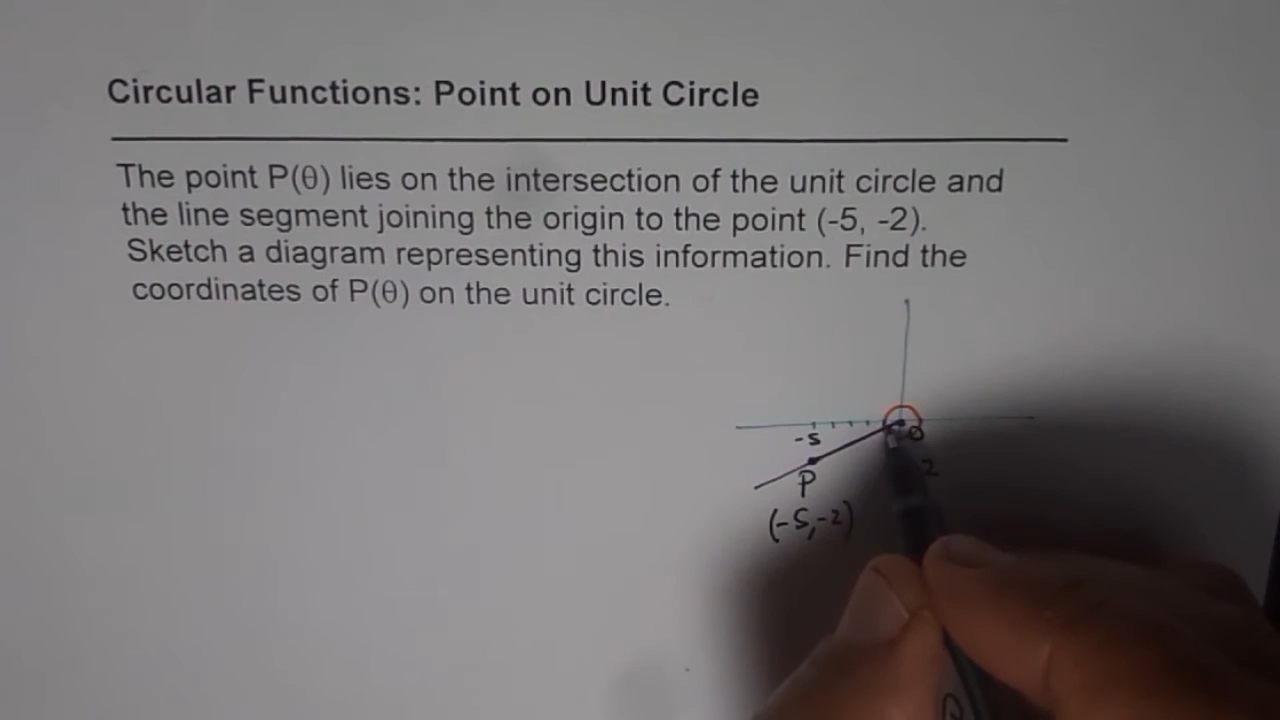 Circular Functions: Point on Unit Circle
The point P(θ) lies on the intersection of the unit circle and
the line segment joining the origin to the point (-5, -2).
Sketch a diagram representing this information. Find the
coordinates of P(θ) on the unit circle.
-5
2
P
(-5,-2)